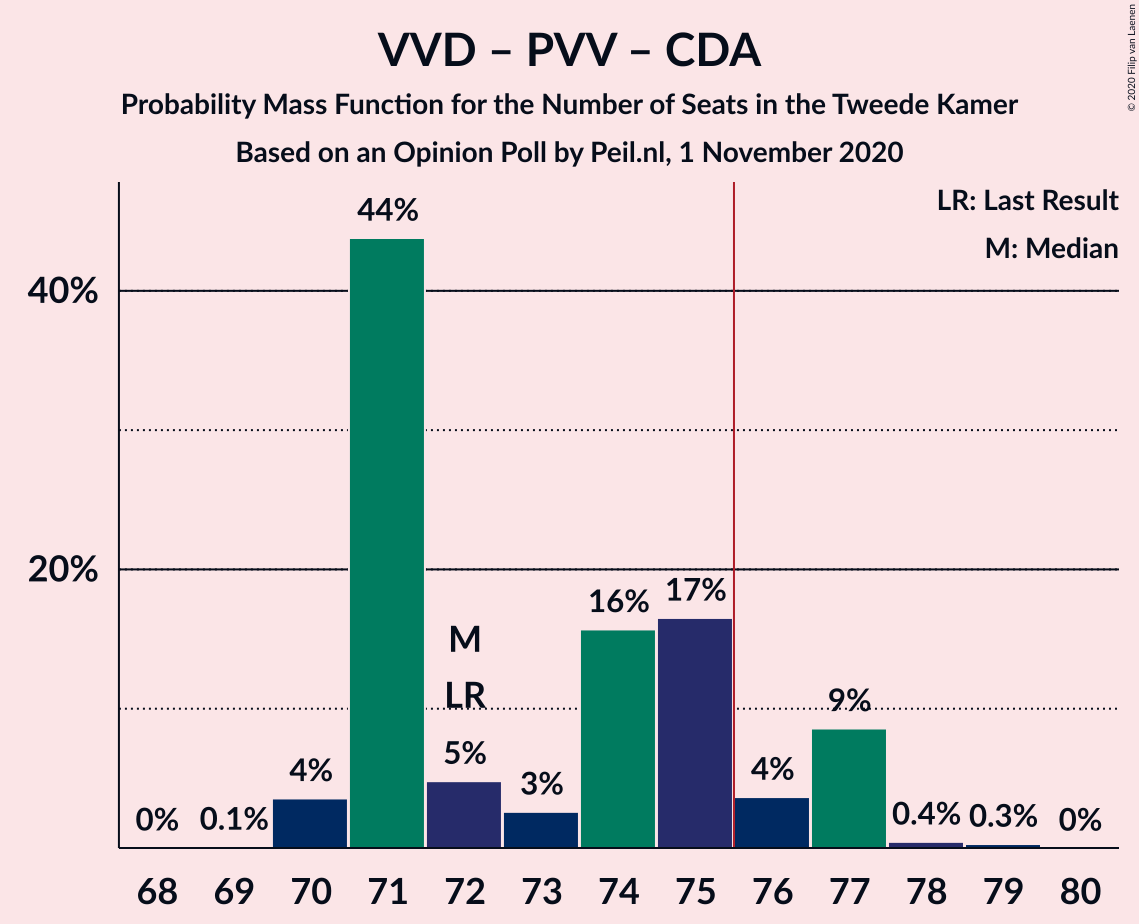 VVD – PVV – CDA
Probability Mass Function for the Number of Seats in the Tweede Kamer
Based on an Opinion Poll by Peil.nl, 1 November 2020
© 2020 Filip van Laenen
LR: Last Result
M: Median
40%
20%
0%
0.1%
4%
44%
M
LR
5%
3%
16%
17%
4%
9%
0.4%
0.3%
0%
68 69 70 71 72 73 74 75 76 77 78 79 80